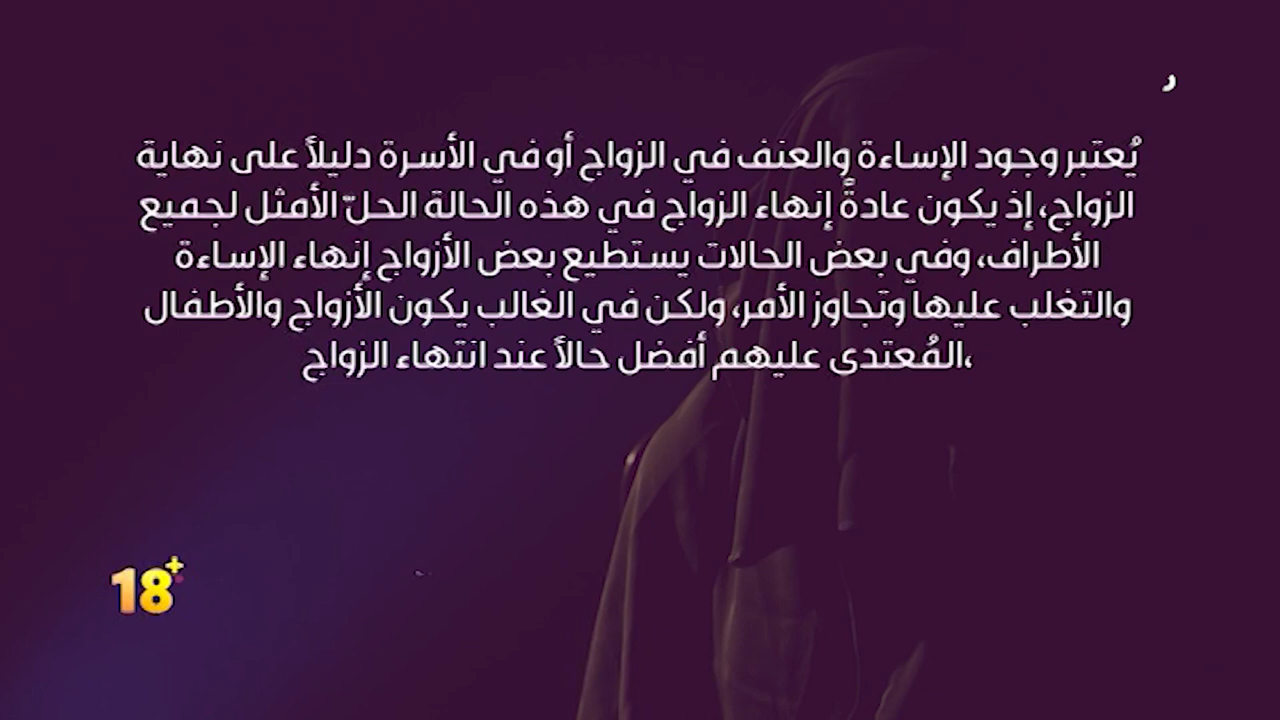 يُعتبر وجود الإساءة والعنف في الزواج أو في الأسرة دليلاً على نهاية
الزواج، إذ يكون عادةً إنهاء الزواج في هذه الحالة الحلّ الأمثل لجميع
الأطراف، وفي بعض الحالات يستطيع بعض الأزواج إنهاء الإساءة
والتغلب عليها وتجاوز الأمر، ولكن في الغالب يكون الأزواج والأطفال
،المُعتدى عليهم أفضل حالاً عند انتهاء الزواج
18+